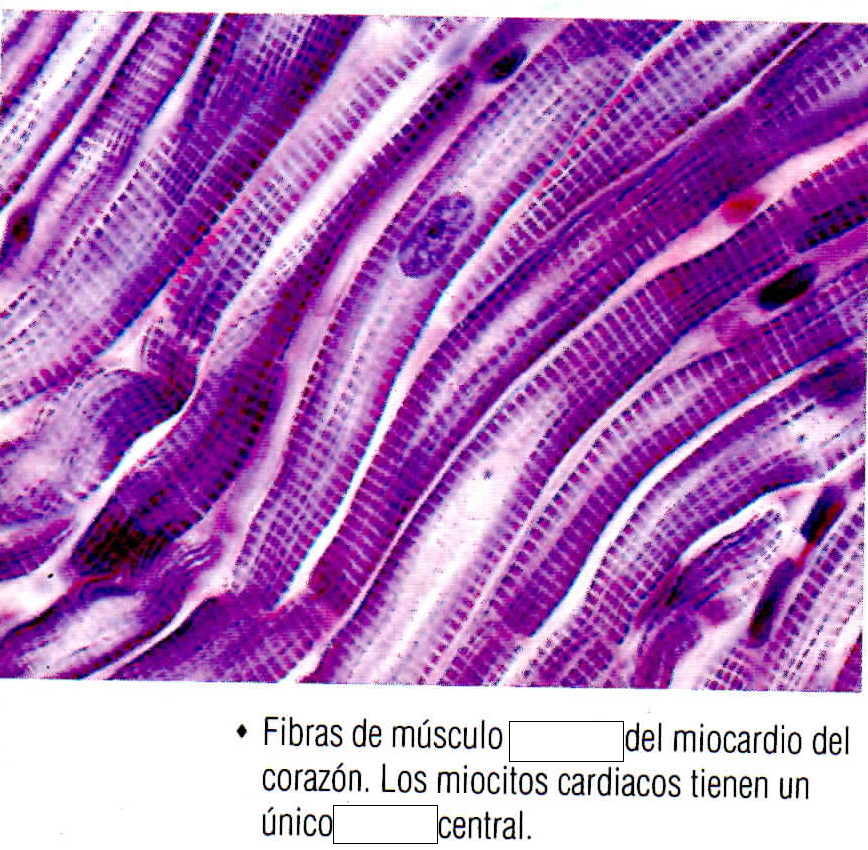 ♦ Fibras de músculo del miocardio del
corazón. Los miocitos cardiacos tienen un
único central.